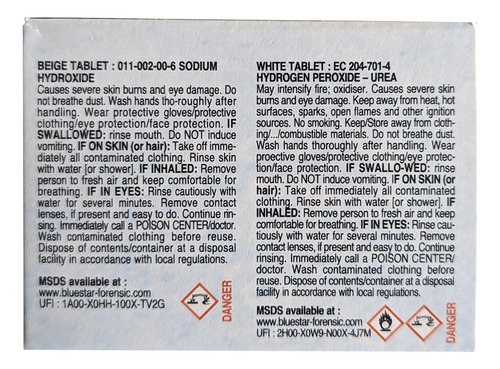 BEIGE TABLET : 011-002-00-6 SODIUM
HYDROXIDE
Causes severe skin burns and eye damage. Do
not breathe dust. Wash hands tho-roughly after
handling. Wear protective gloves/protective
clothing/eye protection/face protection. IF
SWALLOWED: rinse mouth. Do NOT induce
vomiting. IF ON SKIN (or hair): Take off imme-
diately all contaminated clothing. Rinse skin
with water [or shower]. IF INHALED: Remove
person to fresh air and keep comfortable for
breathing. IF IN EYES: Rinse cautiously with
water for several minutes. Remove contact
lenses, if present and easy to do. Continue rin-
sing. Immediately call a POISON CENTER/doctor.
Wash contaminated clothing before reuse.
Dispose of contents/container at a disposal
facility in accordance with local regulations.
MSDS available at :
www.bluestar-forensic.com
UFI : 1A00-X0HH-100X-TV2G
DANGER
WHITE TABLET : EC 204-701-4
HYDROGEN PEROXIDE – UREA
May intensify fire; oxidiser. Causes severe skin
burns and eye damage. Keep away from heat, hot
surfaces, sparks, open flames and other ignition
sources. No smoking. Keep/Store away from cloth-
ing/.../combustible materials. Do not breathe dust.
Wash hands thoroughly after handling. Wear
proective gloves/protective clothing/eye protec-
tion/face protection. IF SWALLO-WED: rinse
mouth. Do NOT induce vomiting. IF ON SKIN (or
hair): Take off immediately all contaminated
clothing. Rinse skin with water [or shower]. IF
INHALED: Remove person to fresh air and keep
comfortable for breathing. IF IN EYES: Rinse cautiously
with water for several minutes. Remove contact
contact lenses, if present and easy to do. Continue
rinsing. Immediately call a POISON CENTER/
doctor. Wash contaminated clothing before
reuse. Dispose of contents/container at a disposal
facility in accordance with local regulations.
MSDS available at :
www.bluestar-forensic.com
UFI : 2H00-X0W9-N00X-4J7M
DANGER